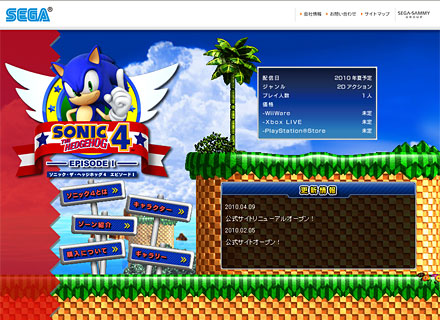 SEGA®
会社情報 お問い合わせ サイトマップ
SEGA-SAMMY
GROUP
配信日 2010年夏予定
ジャンル 2Dアクション
プレイ人数 1人
価格
-WiiWare 未定
-Xbox LIVE 未定
-PlayStation®Store 未定
SONIC
THE HEDGEHOG
4
EPISODE I
ソニック・ザ・ヘッジホッグ4 エピソード I
ソニック4とは
キャラクター
ゾーン紹介
購入について
ギャラリー
更新情報
2010.04.09
公式サイトリニューアルオープン！
2010.02.05
公式サイトオープン！